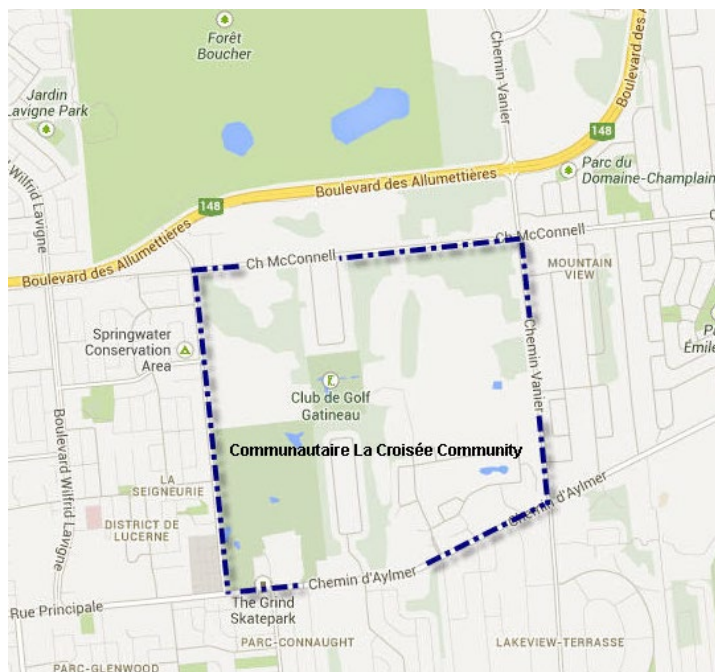 Forêt
Boucher
Chemin Vanier
Boulevard des Allumettières
Jardin
Lavigne Park
148
Parc du
Domaine-Champlain
Boulevard des Allumettières
148
Wilfrid Lavigne
Ch McConnell
Boulevard des Allumettières
Ch McConnell
MOUNTAIN
VIEW
Springwater
Conservation
Area
Chemin Vanier
Club de Golf
Gatineau
Boulevard Wilfrid Lavigne
Communautaire La Croisée Community
LA
SEIGNEURIE
DISTRICT DE
LUCERNE
Chemin d'Aylmer
Chemin d'Aylmer
Rue Principale
The Grind
Skatepark
PARC-CONNAUGHT
LAKEVIEW-TERRASSE
PARC-GLENWOOD